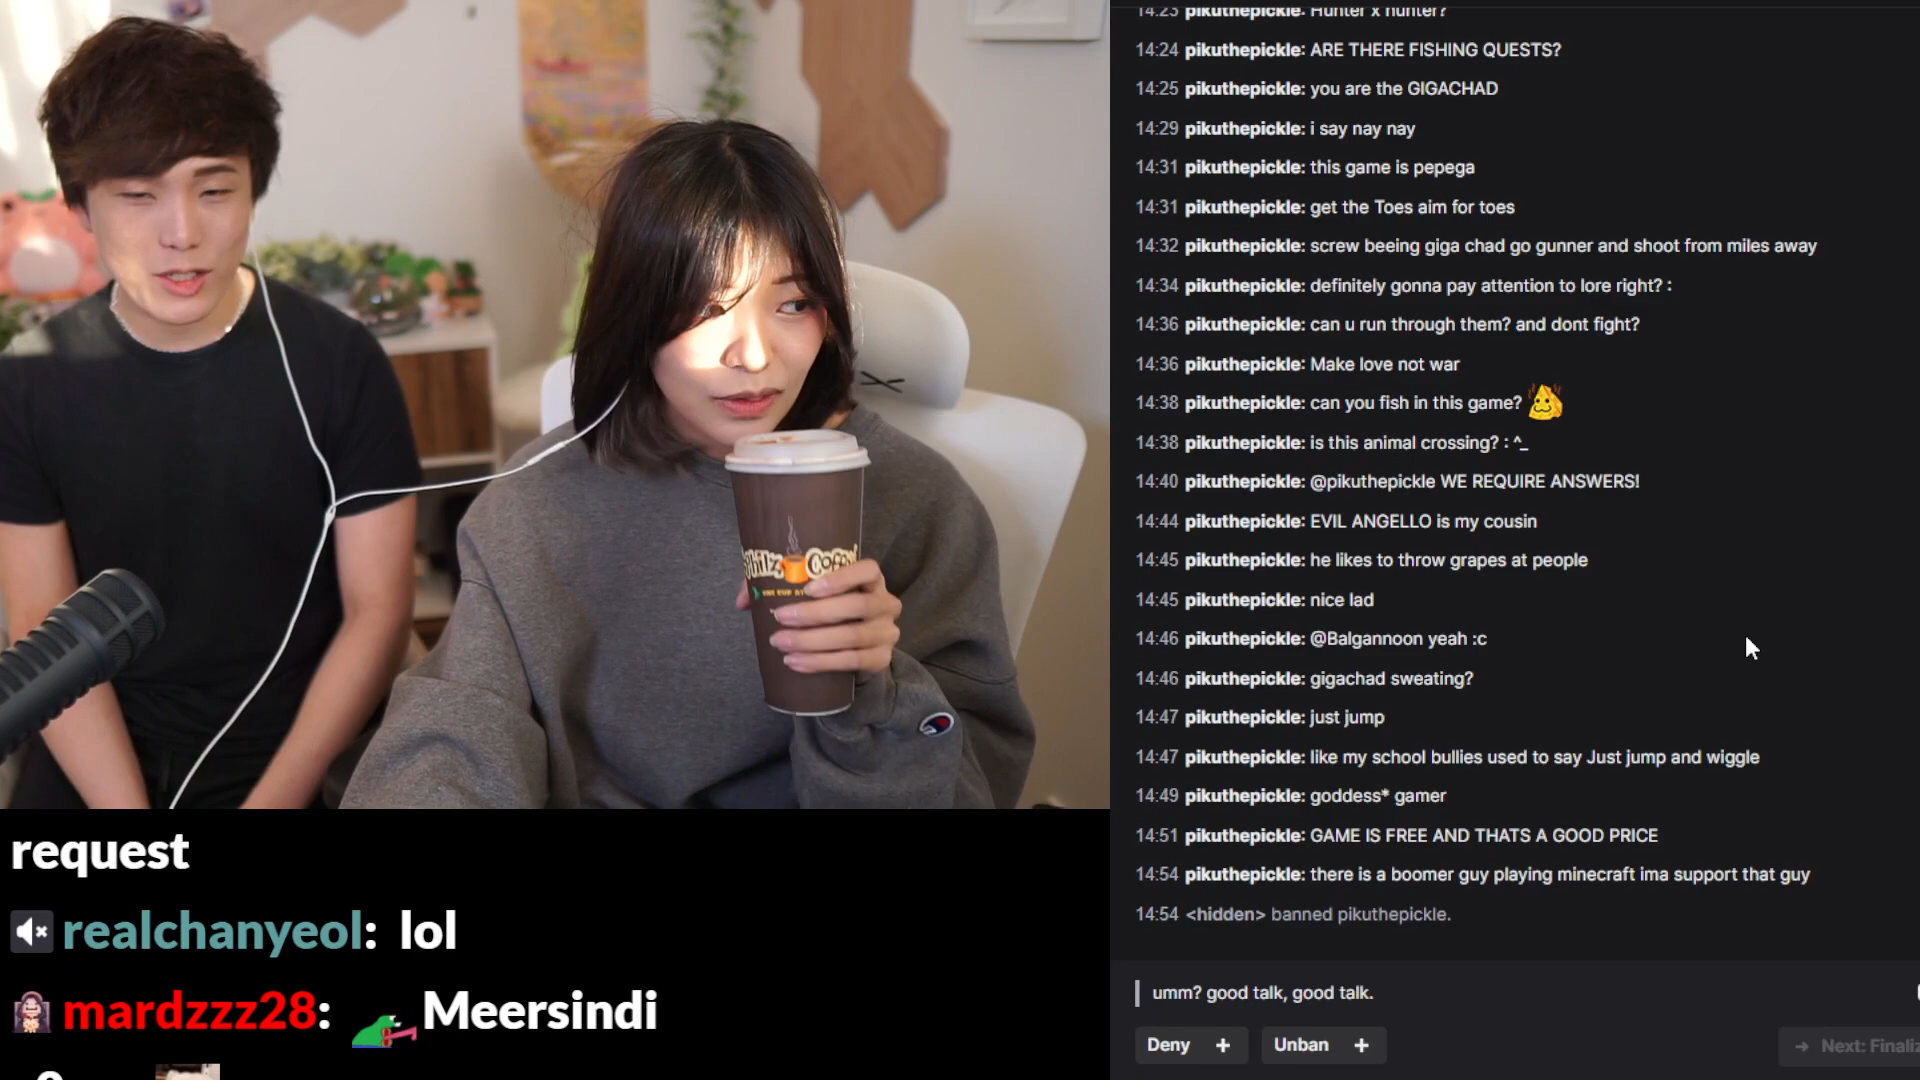 14:23 pikuthepickle: Hunter x hunter?
14:24 pikuthepickle: ARE THERE FISHING QUESTS?
14:25 pikuthepickle: you are the GIGACHAD
14:29 pikuthepickle: i say nay nay
14:31 pikuthepickle: this game is pepega
14:31 pikuthepickle: get the Toes aim for toes
14:32 pikuthepickle: screw beeing giga chad go gunner and shoot from miles away
14:34 pikuthepickle: definitely gonna pay attention to lore right? :
14:36 pikuthepickle: can u run through them? and dont fight?
14:36 pikuthepickle: Make love not war
14:38 pikuthepickle: can you fish in this game?
14:38 pikuthepickle: is this animal crossing? : ^_
14:40 pikuthepickle: @pikuthepickle WE REQUIRE ANSWERS!
14:44 pikuthepickle: EVIL ANGELLO is my cousin
14:45 pikuthepickle: he likes to throw grapes at people
14:45 pikuthepickle: nice lad
14:46 pikuthepickle: @Balgannoon yeah :c
14:46 pikuthepickle: gigachad sweating?
14:47 pikuthepickle: just jump
14:47 pikuthepickle: like my school bullies used to say Just jump and wiggle
14:49 pikuthepickle: goddess* gamer
14:51 pikuthepickle: GAME IS FREE AND THATS A GOOD PRICE
14:54 pikuthepickle: there is a boomer guy playing minecraft ima support that guy
14:54 <hidden> banned pikuthepickle.
umm? good talk, good talk.
Deny +
Unban +
→ Next: Finaliz
Philz Coffee
request
realchanyeol: lol
mardzzz28: Meersindi